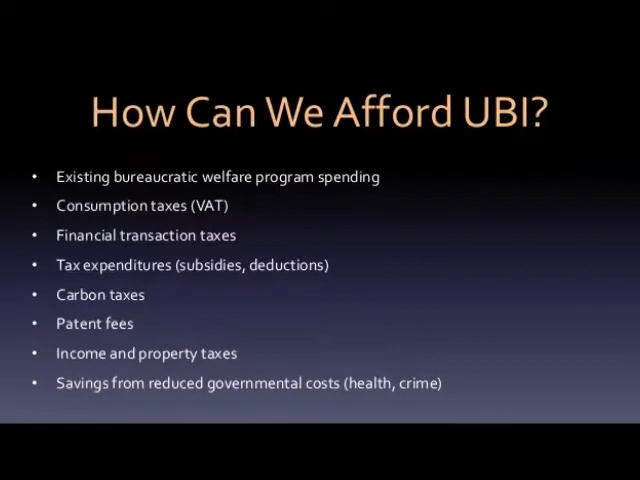 How Can We Afford UBI?
• Existing bureaucratic welfare program spending
• Consumption taxes (VAT)
• Financial transaction taxes
• Tax expenditures (subsidies, deductions)
• Carbon taxes
• Patent fees
• Income and property taxes
• Savings from reduced governmental costs (health, crime)